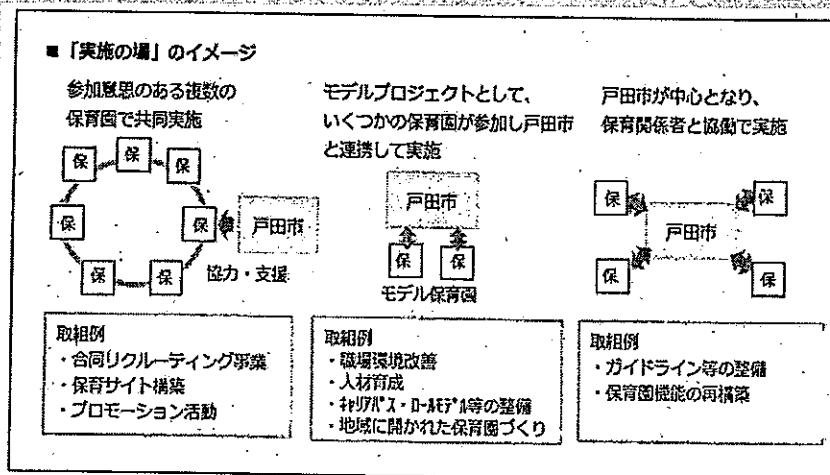 ■「実施の場」のイメージ
参加意思のある複数の
保育園で共同実施
保
保
保
保
保
保
保
戸田市
協力・支援
取組例
・合同リクルーティング事業
・保育サイト構築
・プロモーション活動
モデルプロジェクトとして、
いくつかの保育園が参加し戸田市
と連携して実施
戸田市
保
保
モデル保育園
取組例
・職場環境改善
・人材育成
・ｷｬﾘｱﾊﾟｽ・ﾛｰﾙﾓﾃﾞﾙ等の整備
・地域に開かれた保育園づくり
戸田市が中心となり、
保育関係者と協働で実施
保
保
戸田市
保
保
取組例
・ガイドライン等の整備
・保育園機能の再構築